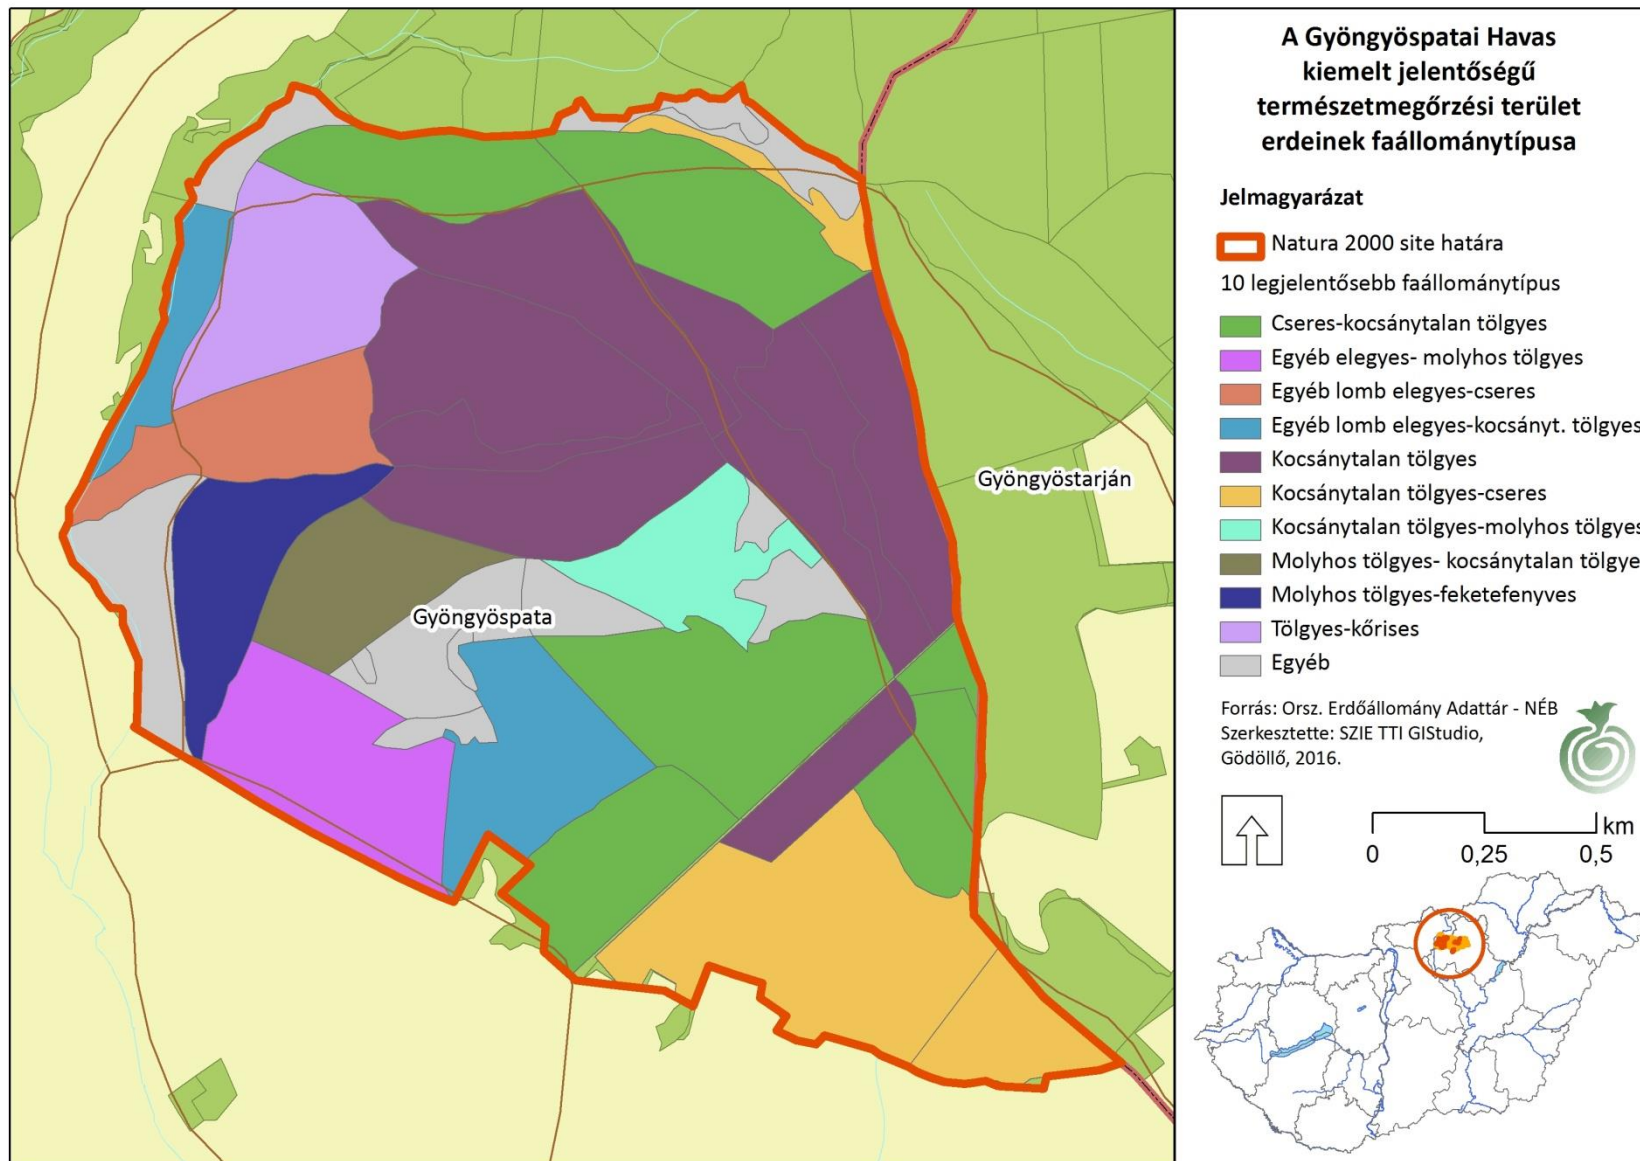 A Gyöngyöspatai Havas
kiemelt jelentőségű
természetmegőrzési terület
erdeinek faállománytípusa
Jelmagyarázat
Natura 2000 site határa
10 legjelentősebb faállománytípus
Cseres-kocsánytalan tölgyes
Egyéb elegyes- molyhos tölgyes
Egyéb lomb elegyes-cseres
Egyéb lomb elegyes-kocsányt. tölgyes
Kocsánytalan tölgyes
Kocsánytalan tölgyes-cseres
Kocsánytalan tölgyes-molyhos tölgyes
Molyhos tölgyes- kocsánytalan tölgye
Molyhos tölgyes-feketefenyves
Tölgyes-kőrises
Egyéb
Forrás: Orsz. Erdőállomány Adattár - NÉB
Szerkesztette: SZIE TTI GIStudio,
Gödöllő, 2016.
km
0 0,25 0,5
Gyöngyöstarján
Gyöngyöspata